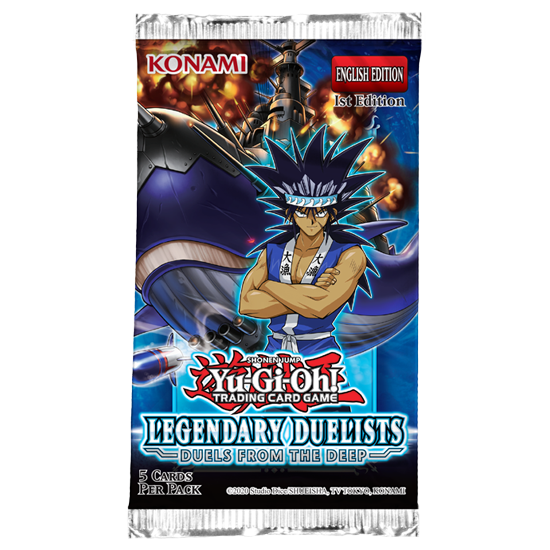 KONAMI
ENGLISH EDITION
1st Edition
大漁
大漁
SHONEN JUMP
Yu-Gi-Oh!
TRADING CARD GAME
LEGENDARY DUELISTS
DUELS FROM THE DEEP
5 CARDS
PER PACK
©2020 Studio Dice/SHUEISHA, TV TOKYO, KONAMI